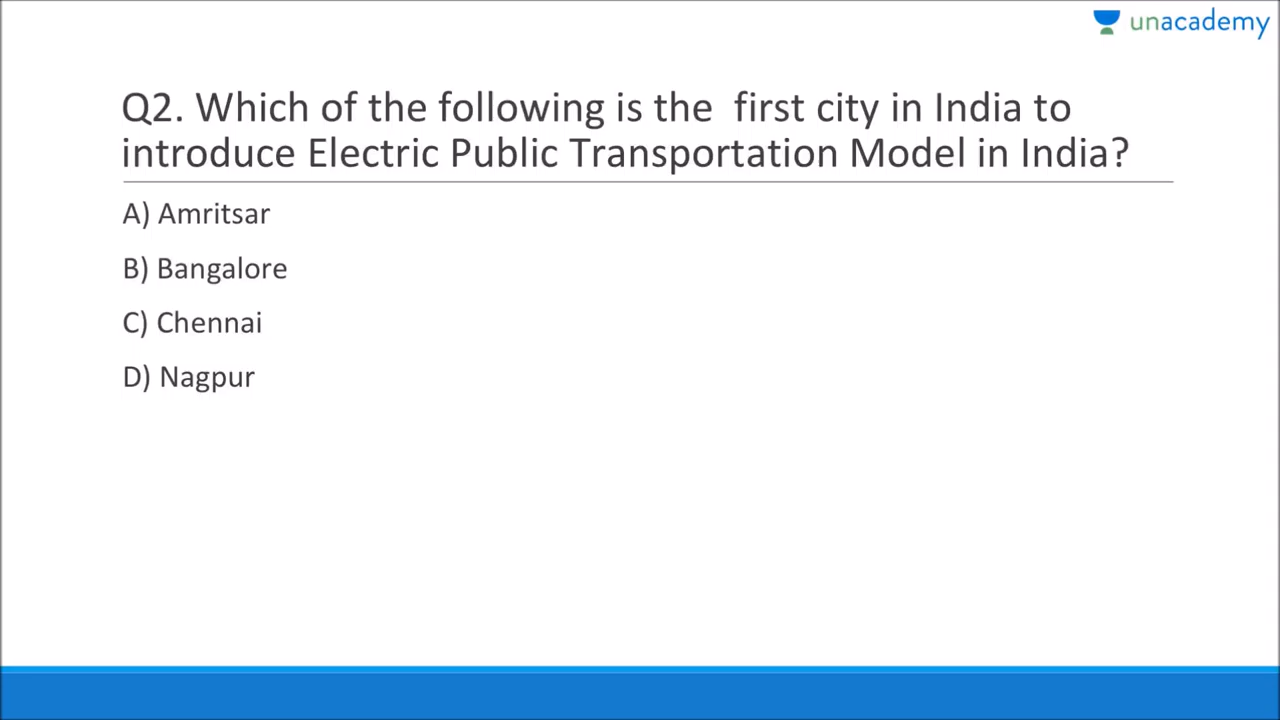 unacademy
Q2. Which of the following is the first city in India to
introduce Electric Public Transportation Model in India?
A) Amritsar
B) Bangalore
C) Chennai
D) Nagpur